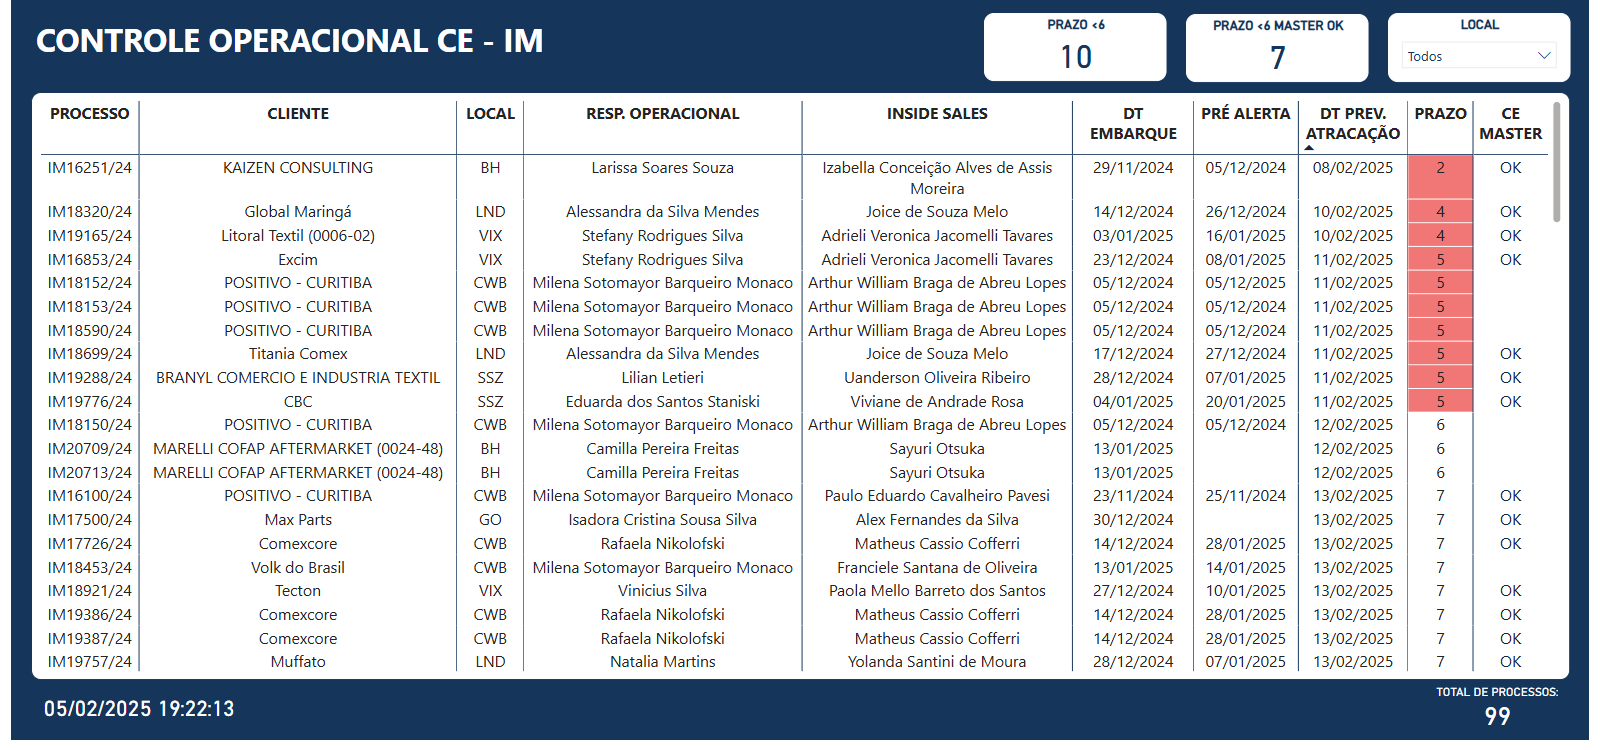 CONTROLE OPERACIONAL CE - IM
PRAZO <6
10
PRAZO <6 MASTER OK
7
LOCAL
Todos
PROCESSO CLIENTE LOCAL RESP. OPERACIONAL INSIDE SALES DT EMBARQUE PRÉ ALERTA DT PREV. ATRACAÇÃO PRAZO CE MASTER
IM16251/24 KAIZEN CONSULTING BH Larissa Soares Souza Izabella Conceição Alves de Assis Moreira 29/11/2024 05/12/2024 08/02/2025 2 OK
IM18320/24 Global Maringá LND Alessandra da Silva Mendes Joice de Souza Melo 14/12/2024 26/12/2024 10/02/2025 4 OK
IM19165/24 Litoral Textil (0006-02) VIX Stefany Rodrigues Silva Adrieli Veronica Jacomelli Tavares 03/01/2025 16/01/2025 10/02/2025 4 OK
IM16853/24 Excim VIX Stefany Rodrigues Silva Adrieli Veronica Jacomelli Tavares 23/12/2024 08/01/2025 11/02/2025 5 OK
IM18152/24 POSITIVO - CURITIBA CWB Milena Sotomayor Barqueiro Monaco Arthur William Braga de Abreu Lopes 05/12/2024 05/12/2024 11/02/2025 5
IM18153/24 POSITIVO - CURITIBA CWB Milena Sotomayor Barqueiro Monaco Arthur William Braga de Abreu Lopes 05/12/2024 05/12/2024 11/02/2025 5
IM18590/24 POSITIVO - CURITIBA CWB Milena Sotomayor Barqueiro Monaco Arthur William Braga de Abreu Lopes 05/12/2024 05/12/2024 11/02/2025 5
IM18699/24 Titania Comex LND Alessandra da Silva Mendes Joice de Souza Melo 17/12/2024 27/12/2024 11/02/2025 5 OK
IM19288/24 BRANYL COMERCIO E INDUSTRIA TEXTIL SSZ Lilian Letieri Uanderson Oliveira Ribeiro 28/12/2024 07/01/2025 11/02/2025 5 OK
IM19776/24 CBC SSZ Eduarda dos Santos Staniski Viviane de Andrade Rosa 04/01/2025 20/01/2025 11/02/2025 5 OK
IM18150/24 POSITIVO - CURITIBA CWB Milena Sotomayor Barqueiro Monaco Arthur William Braga de Abreu Lopes 05/12/2024 05/12/2024 12/02/2025 6
IM20709/24 MARELLI COFAP AFTERMARKET (0024-48) BH Camilla Pereira Freitas Sayuri Otsuka 13/01/2025 12/02/2025 6
IM20713/24 MARELLI COFAP AFTERMARKET (0024-48) BH Camilla Pereira Freitas Sayuri Otsuka 13/01/2025 12/02/2025 6
IM16100/24 POSITIVO - CURITIBA CWB Milena Sotomayor Barqueiro Monaco Paulo Eduardo Cavalheiro Pavesi 23/11/2024 25/11/2024 13/02/2025 7 OK
IM17500/24 Max Parts GO Isadora Cristina Sousa Silva Alex Fernandes da Silva 30/12/2024 13/02/2025 7 OK
IM17726/24 Comexcore CWB Rafaela Nikolofski Matheus Cassio Cofferri 14/12/2024 28/01/2025 13/02/2025 7 OK
IM18453/24 Volk do Brasil CWB Milena Sotomayor Barqueiro Monaco Franciele Santana de Oliveira 13/01/2025 14/01/2025 13/02/2025 7
IM18921/24 Tecton VIX Vinicius Silva Paola Mello Barreto dos Santos 27/12/2024 10/01/2025 13/02/2025 7 OK
IM19386/24 Comexcore CWB Rafaela Nikolofski Matheus Cassio Cofferri 14/12/2024 28/01/2025 13/02/2025 7 OK
IM19387/24 Comexcore CWB Rafaela Nikolofski Matheus Cassio Cofferri 14/12/2024 28/01/2025 13/02/2025 7 OK
IM19757/24 Muffato LND Natalia Martins Yolanda Santini de Moura 28/12/2024 07/01/2025 13/02/2025 7 OK
05/02/2025 19:22:13
TOTAL DE PROCESSOS:
99